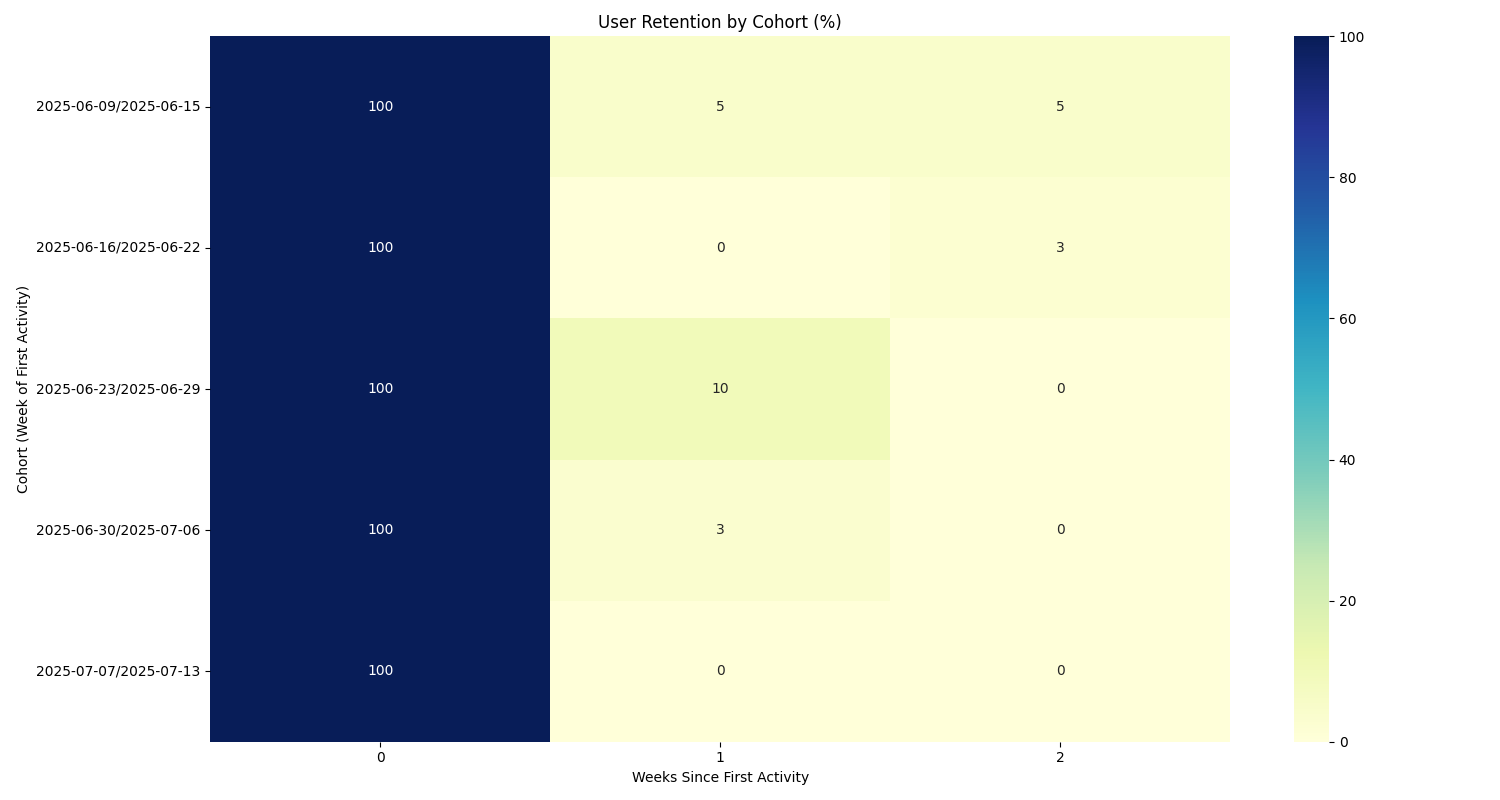 User Retention by Cohort (%)
Cohort (Week of First Activity)
2025-06-09/2025-06-15 100 5 5
2025-06-16/2025-06-22 100 0 3
2025-06-23/2025-06-29 100 10 0
2025-06-30/2025-07-06 100 3 0
2025-07-07/2025-07-13 100 0 0
0 1 2
Weeks Since First Activity
100
80
60
40
20
0